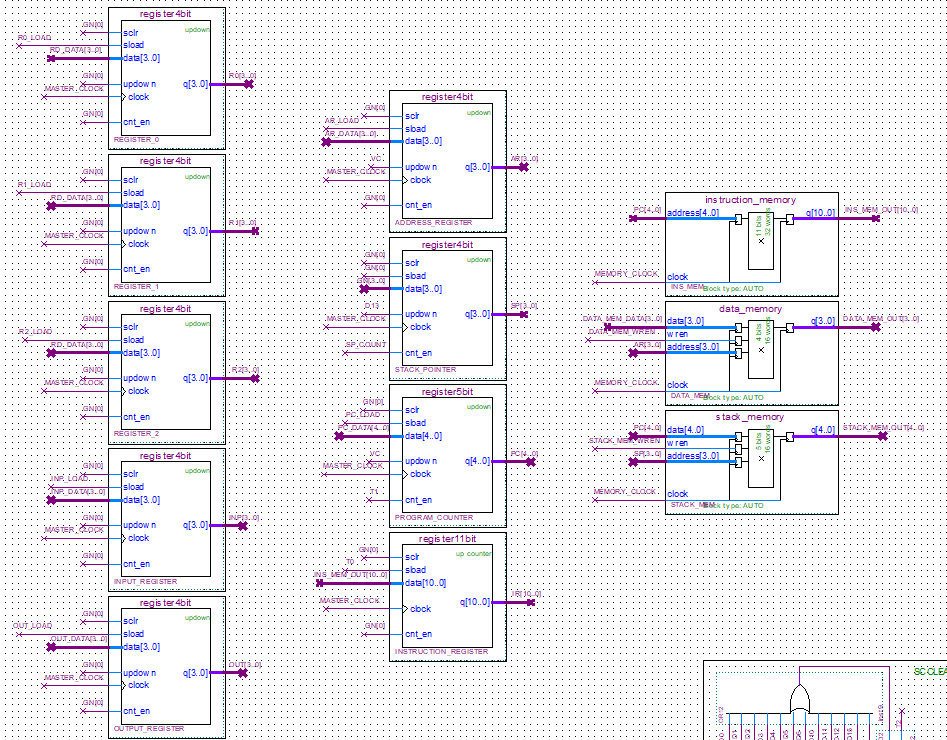 register4bit
updown
GN[0]
sclr
R0_LOAD
sload
RD_DATA[3..0]
data[3..0]
GN[0]
updown
q[3..0]
R0[3..0]
MASTER_CLOCK
clock
GN[0]
cnt_en
REGISTER_0
register4bit
updown
GN[0]
sclr
R1_LOAD
sload
RD_DATA[3..0]
data[3..0]
GN[0]
updown
q[3..0]
R1[3..0]
MASTER_CLOCK
clock
GN[0]
cnt_en
REGISTER_1
register4bit
updown
GN[0]
sclr
R2_LOAD
sload
RD_DATA[3..0]
data[3..0]
GN[0]
updown
q[3..0]
R2[3..0]
MASTER_CLOCK
clock
GN[0]
cnt_en
REGISTER_2
register4bit
updown
GN[0]
sclr
INP_LOAD
sload
INP_DATA[3..0]
data[3..0]
GN[0]
updown
q[3..0]
INP[3..0]
MASTER_CLOCK
clock
GN[0]
cnt_en
INPUT_REGISTER
register4bit
updown
GN[0]
sclr
OUT_LOAD
sload
OUT_DATA[3..0]
data[3..0]
GN[0]
updown
q[3..0]
OUT[3..0]
MASTER_CLOCK
clock
GN[0]
cnt_en
OUTPUT_REGISTER
register4bit
updown
GN[0]
sclr
AR_LOAD
sload
AR_DATA[3..0]
data[3..0]
VC
updown
q[3..0]
AR[3..0]
MASTER_CLOCK
clock
GN[0]
cnt_en
ADDRESS_REGISTER
register4bit
updown
GN[0]
sclr
GN[0]
sload
GN[3..0]
data[3..0]
D13
updown
q[3..0]
SP[3..0]
MASTER_CLOCK
clock
SP_COUNT
cnt_en
STACK_POINTER
register5bit
updown
GN[0]
sclr
PC_LOAD
sload
PC_DATA[4..0]
data[4..0]
VC
updown
q[4..0]
PC[4..0]
MASTER_CLOCK
clock
T1
cnt_en
PROGRAM_COUNTER
register11bit
up counter
GN[0]
sclr
T0
sload
INS_MEM_OUT[10..0]
data[10..0]
q[10..0]
IR[10..0]
MASTER_CLOCK
clock
GN[0]
cnt_en
INSTRUCTION_REGISTER
instruction_memory
PC[4..0]
address[4..0]
q[10..0]
INS_MEM_OUT[10..0]
11 bits
32 words
MEMORY_CLOCK
clock
INS_MEM
Block type: AUTO
data_memory
DATA_MEM_DATA[3..0]
data[3..0]
q[3..0]
DATA_MEM_OUT[3..0]
DATA_MEM_WREN
wren
AR[3..0]
address[3..0]
4 bits
16 words
MEMORY_CLOCK
clock
DATA_MEM
Block type: AUTO
stack_memory
PC[4..0]
data[4..0]
q[4..0]
STACK_MEM_OUT[4..0]
STACK_MEM_WREN
wren
SP[3..0]
address[3..0]
5 bits
16 words
MEMORY_CLOCK
clock
STACK_MEM
Block type: AUTO
SC CLEA
OR12